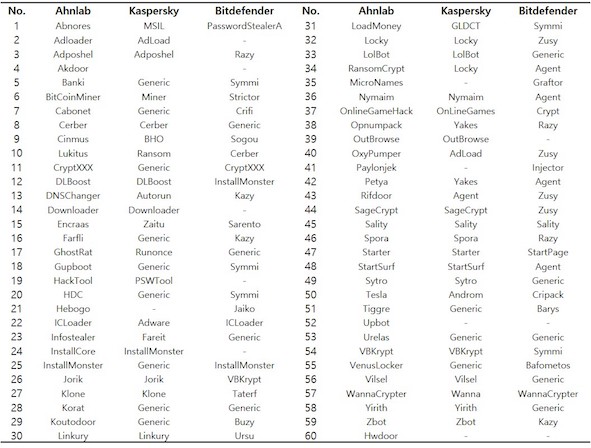 No. Ahnlab Kaspersky Bitdefender No. Ahnlab Kaspersky Bitdefender
1 Abnores MSIL PasswordStealerA 31 LoadMoney GLDCT Symmi
2 Adloader AdLoad - 32 Locky Locky Zusy
3 Adposhel Adposhel Razy 33 LolBot LolBot Generic
4 Akdoor - - 34 RansomCrypt Locky Agent
5 Banki Generic Symmi 35 MicroNames - Graftor
6 BitCoinMiner Miner Strictor 36 Nymaim Nymaim Agent
7 Cabonet Generic Crifi 37 OnlineGameHack OnLineGames Crypt
8 Cerber Cerber Generic 38 Opnumpack Yakes Razy
9 Cinmus BHO Sogou 39 OutBrowse OutBrowse -
10 Lukitus Ransom Cerber 40 OxyPumper AdLoad Zusy
11 CryptXXX Generic CryptXXX 41 Paylonjek - Injector
12 DLBoost DLBoost InstallMonster 42 Petya Yakes Agent
13 DNSChanger Autorun Kazy 43 Rifdoor Agent Zusy
14 Downloader Downloader - 44 SageCrypt SageCrypt Zusy
15 Encraas Zaitu Sarento 45 Sality Sality Sality
16 Farfli Generic Kazy 46 Spora Spora Razy
17 GhostRat Runonce Generic 47 Starter Starter StartPage
18 Gupboot Generic Symmi 48 StartSurf StartSurf Agent
19 HackTool PSWTool - 49 Sytro Sytro Generic
20 HDC Generic Symmi 50 Tesla Androm Cripack
21 Hebogo - Jaiko 51 Tiggre Generic Barys
22 ICLoader Adware ICLoader 52 Upbot - -
23 Infostealer Fareit Generic 53 Urelas Generic Generic
24 InstallCore InstallMonster - 54 VBKrypt VBKrypt Symmi
25 InstallMonster Generic InstallMonster 55 VenusLocker Generic Bafometos
26 Jorik Jorik VBKrypt 56 Vilsel Vilsel Generic
27 Klone Klone Taterf 57 WannaCrypter Wanna WannaCrypter
28 Korat Generic Generic 58 Yirith Yirith Generic
29 Koutodoor Generic Buzy 59 Zbot Zbot Kazy
30 Linkury Linkury Ursu 60 Hwdoor - -